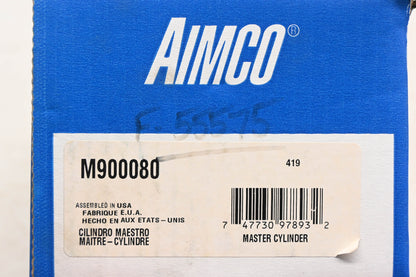 AIMCO®
F-55575
M900080
419
ASSEMBLED IN USA
FABRIQUE E.U.A.
HECHO EN AUX ETATS-UNIS
CILINDRO MAESTRO
MAITRE-CYLINDRE
7 47730 97893 2
MASTER CYLINDER